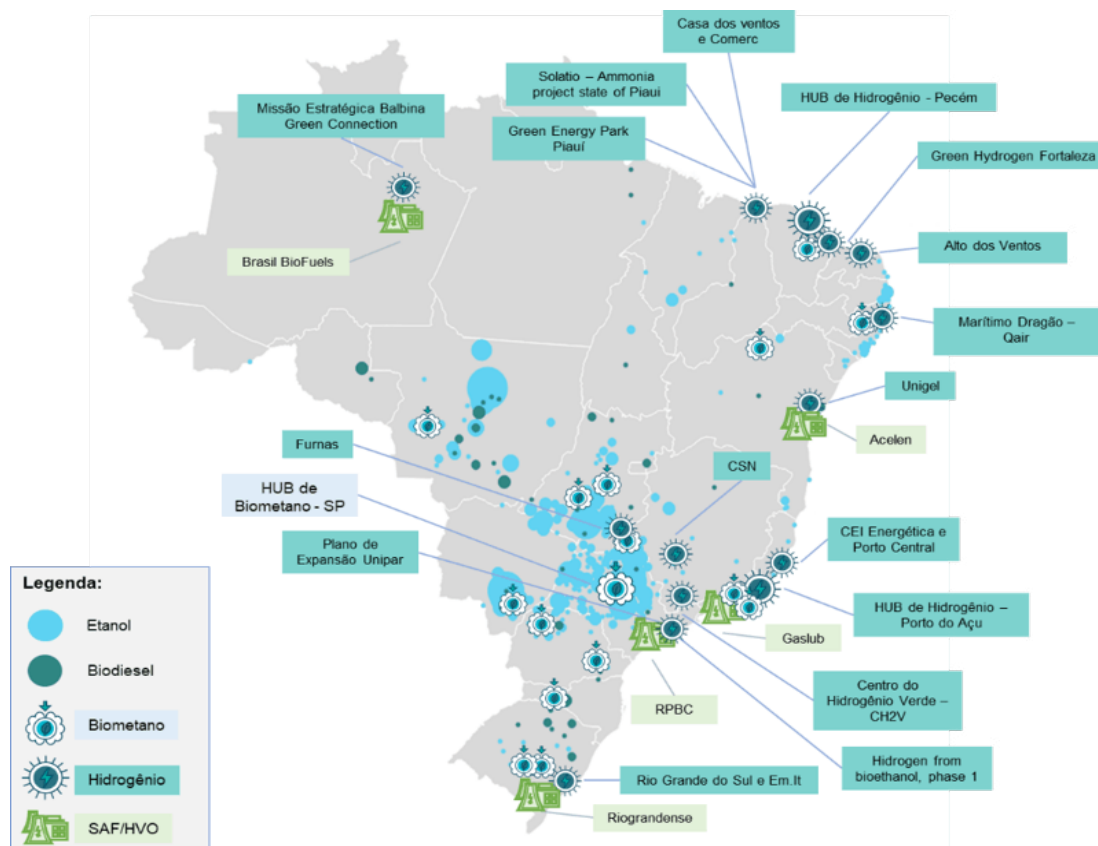 Casa dos ventos
e Comerc
Solatio – Ammonia
project state of Piaui
HUB de Hidrogênio - Pecém
Missão Estratégica Balbina
Green Connection
Green Energy Park
Piauí
Green Hydrogen Fortaleza
Brasil BioFuels
Alto dos Ventos
Marítimo Dragão –
Qair
Unigel
Acelen
Furnas
CSN
HUB de
Biometano - SP
CEI Energética e
Porto Central
Plano de
Expansão Unipar
HUB de Hidrogênio –
Porto do Açu
Gaslub
Centro do
Hidrogênio Verde –
CH2V
RPBC
Hidrogen from
bioethanol, phase 1
Rio Grande do Sul e Em.It
Riograndense
Legenda:
Etanol
Biodiesel
Biometano
Hidrogênio
SAF/HVO